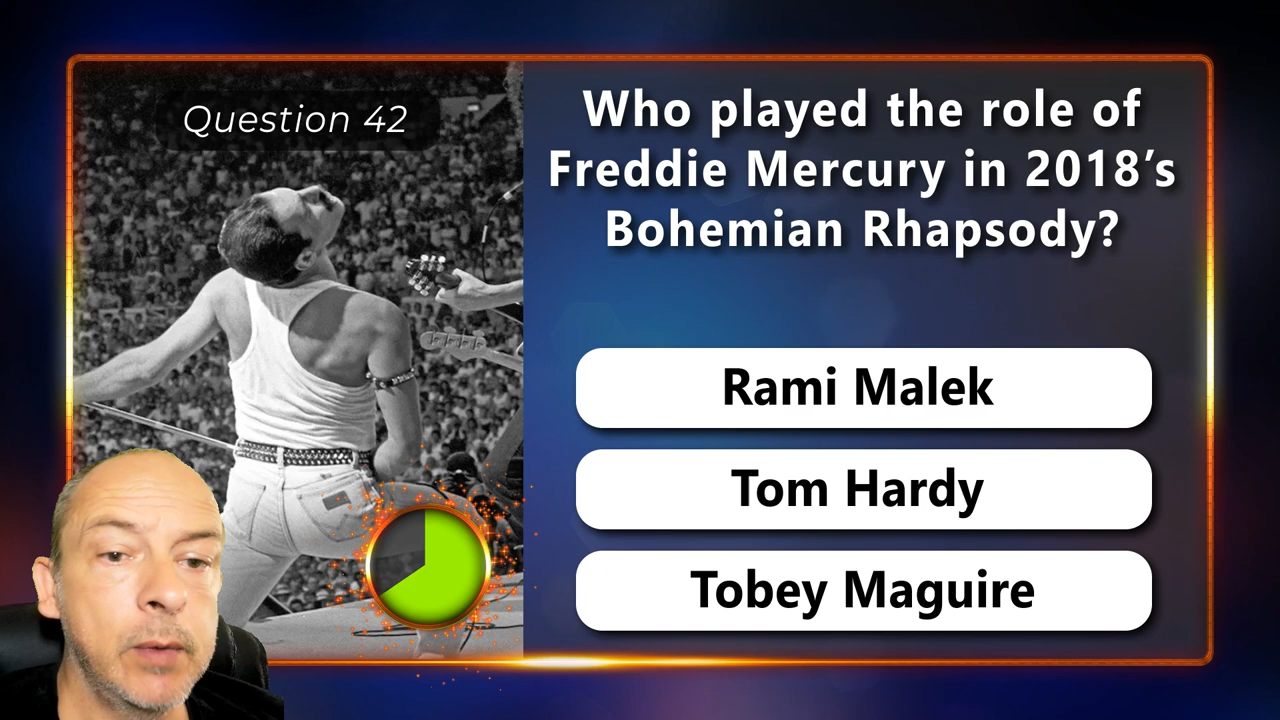 Question 42
Who played the role of
Freddie Mercury in 2018’s
Bohemian Rhapsody?
Rami Malek
Tom Hardy
Tobey Maguire